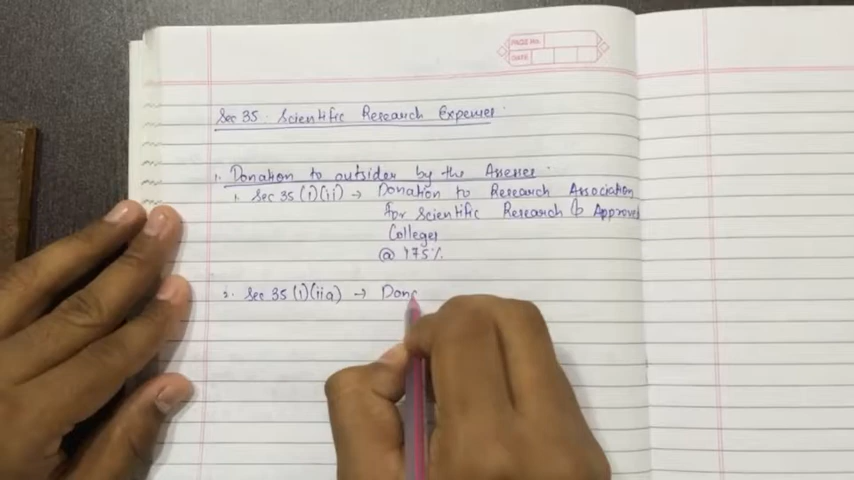 PAGE No.
DATE
Sec 35. Scientific Research Expenses.
1. Donation to outsider by the Assessee.
1. Sec 35 (1)(ii) → Donation to Research Association
for Scientific Research & Approved
Colleges
@ 175%.
2. Sec 35 (1)(iia) → Dona